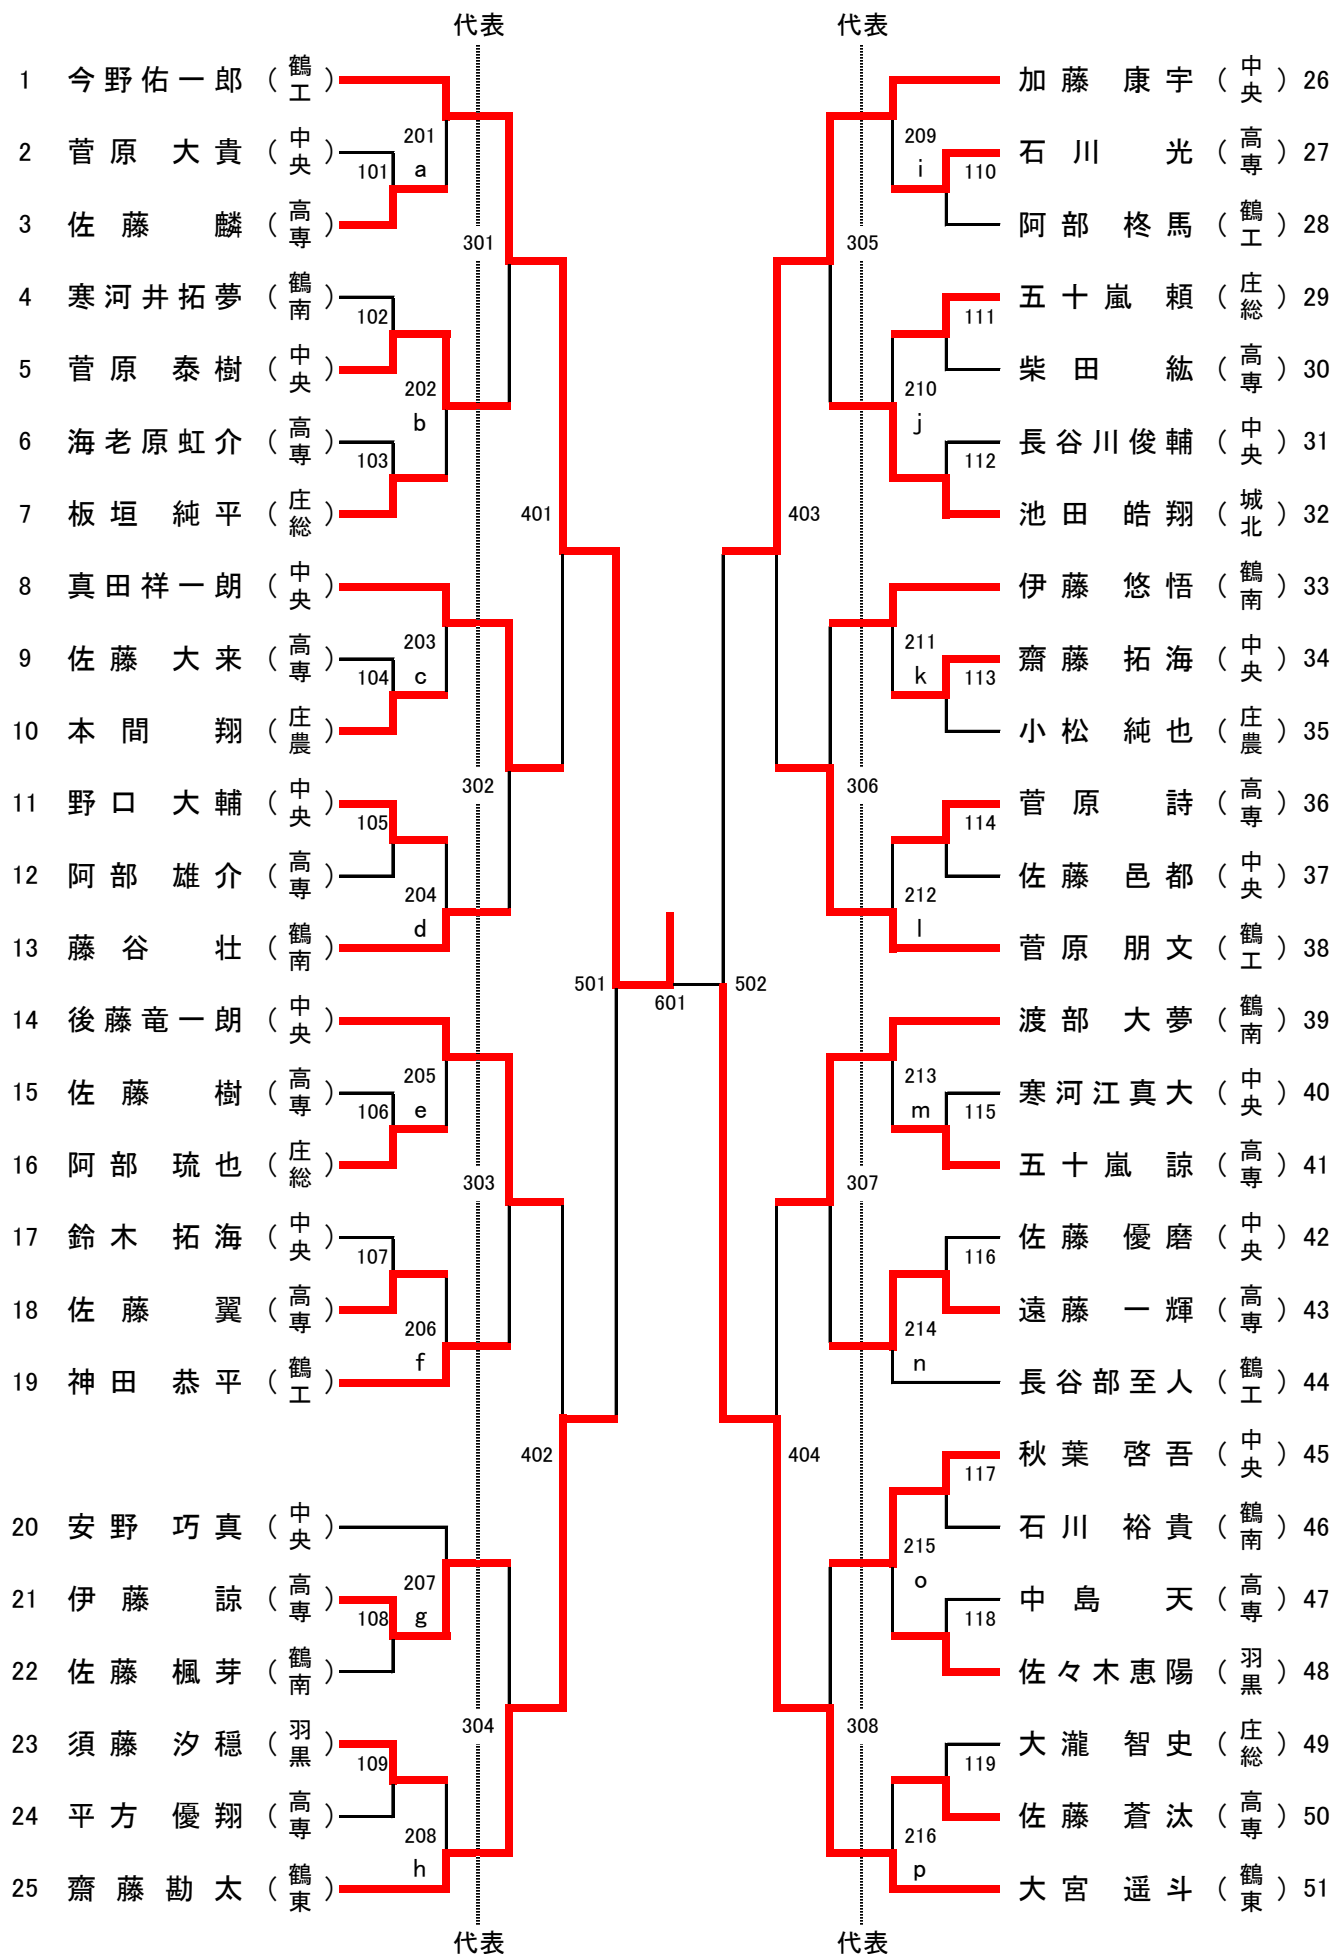 代表
代表
1 今野佑一郎 (鶴工)
2 菅原 大貴 (中央)
3 佐藤 麟 (高専)
4 寒河井拓夢 (鶴南)
5 菅原 泰樹 (中央)
6 海老原虹介 (高専)
7 板垣 純平 (庄総)
8 真田祥一朗 (中央)
9 佐藤 大来 (高専)
10 本間 翔 (庄農)
11 野口 大輔 (中央)
12 阿部 雄介 (高専)
13 藤谷 壮 (鶴南)
14 後藤竜一朗 (中央)
15 佐藤 樹 (高専)
16 阿部 琉也 (庄総)
17 鈴木 拓海 (中央)
18 佐藤 翼 (高専)
19 神田 恭平 (鶴工)
20 安野 巧真 (中央)
21 伊藤 諒 (高専)
22 佐藤 楓芽 (鶴南)
23 須藤 汐穏 (羽黒)
24 平方 優翔 (高専)
25 齋藤勘太 (鶴東)
101
102
103
104
105
106
107
108
109
201
a
202
b
203
c
204
d
205
e
206
f
207
g
208
h
301
302
303
304
401
402
501
601
502
403
404
305
306
307
308
209
i
210
j
211
k
212
l
213
m
214
n
215
o
216
p
110
111
112
113
114
115
116
117
118
119
加藤 康宇 (中央) 26
石川 光 (高専) 27
阿部 柊馬 (鶴工) 28
五十嵐 頼 (庄総) 29
柴田 紘 (高専) 30
長谷川俊輔 (中央) 31
池田 皓翔 (城北) 32
伊藤 悠悟 (鶴南) 33
齋藤 拓海 (中央) 34
小松 純也 (庄農) 35
菅原 詩 (高専) 36
佐藤 邑都 (中央) 37
菅原 朋文 (鶴工) 38
渡部 大夢 (鶴南) 39
寒河江真大 (中央) 40
五十嵐 諒 (高専) 41
佐藤 優磨 (中央) 42
遠藤 一輝 (高専) 43
長谷部至人 (鶴工) 44
秋葉 啓吾 (中央) 45
石川 裕貴 (鶴南) 46
中島 天 (高専) 47
佐々木恵陽 (羽黒) 48
大瀧 智史 (庄総) 49
佐藤 蒼汰 (高専) 50
大宮 遥斗 (鶴東) 51
代表
代表